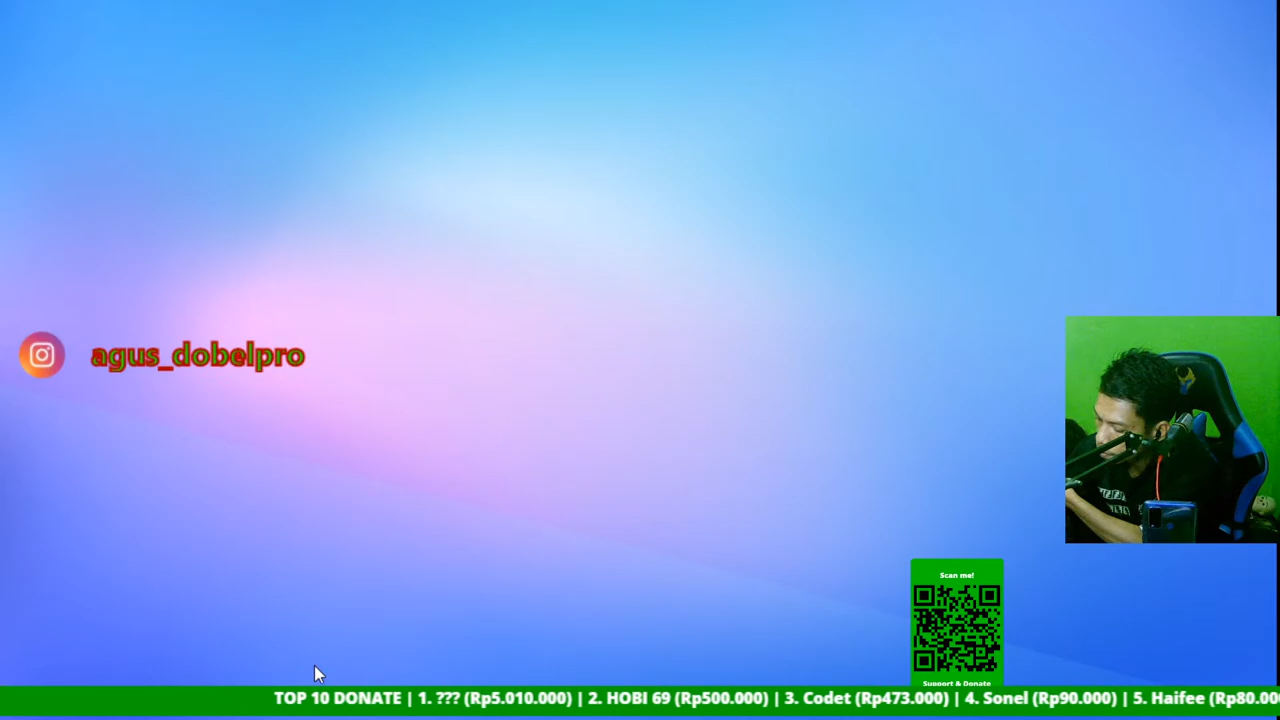 agus_dobelpro
Scan me!
Support & Donate
TOP 10 DONATE | 1. ??? (Rp5.010.000) | 2. HOBI 69 (Rp500.000) | 3. Codet (Rp473.000) | 4. Sonel (Rp90.000) | 5. Haifee (Rp80.00